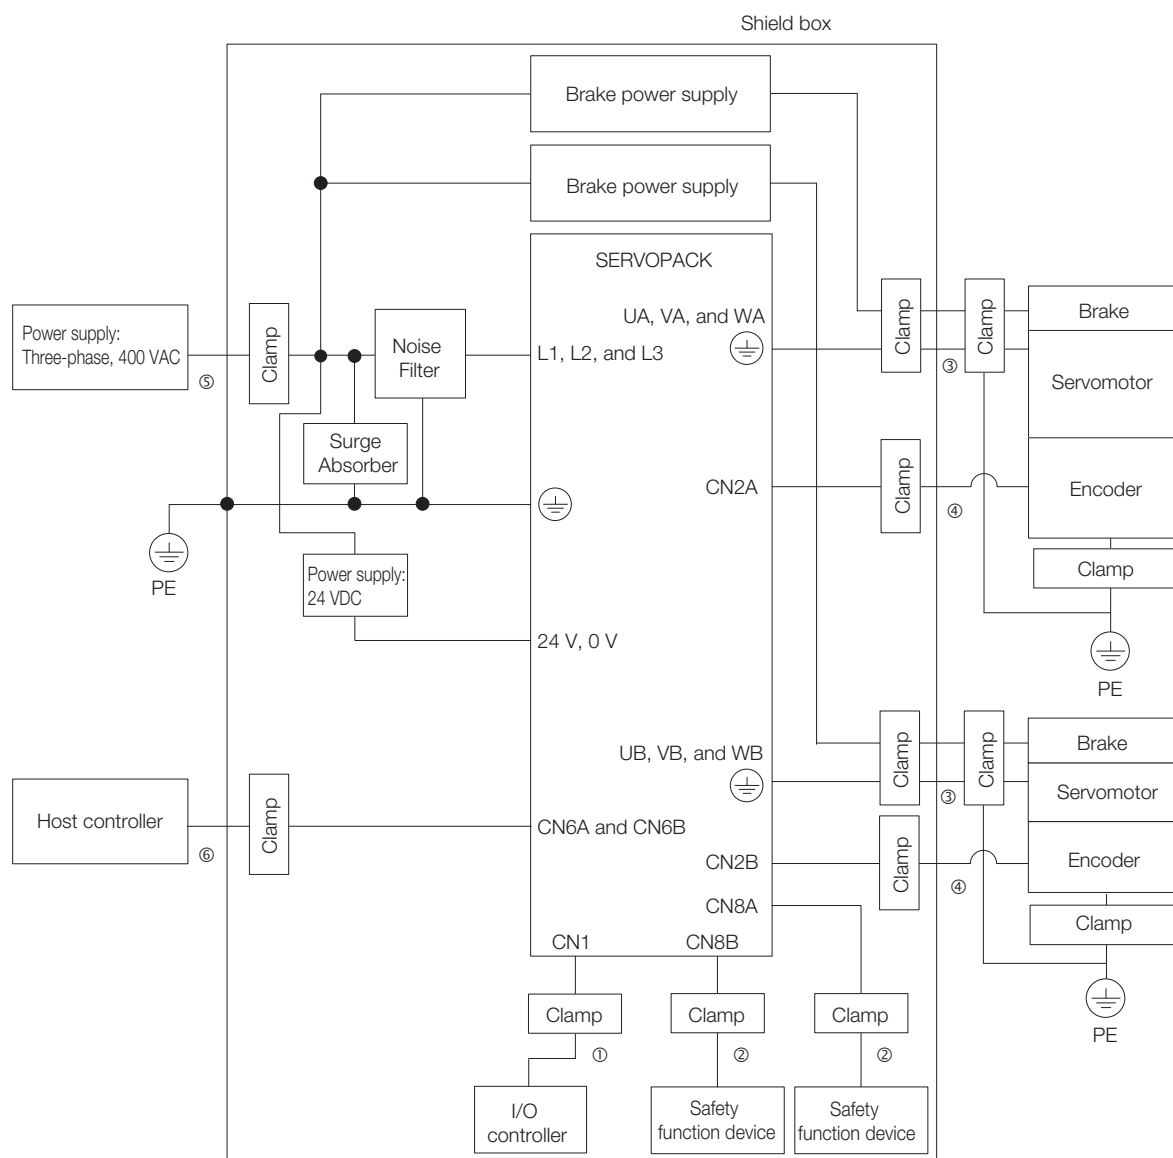 Shield box
Brake power supply
Brake power supply
SERVOPACK
UA, VA, and WA
L1, L2, and L3
Power supply:
Three-phase, 400 VAC
⑤
Clamp
Noise
Filter
Surge
Absorber
PE
Power supply:
24 VDC
24 V, 0 V
CN2A
Clamp
③
Clamp
Brake
Servomotor
Clamp
④
Encoder
Clamp
PE
UB, VB, and WB
Clamp
③
Clamp
Brake
Servomotor
Host controller
⑥
Clamp
CN6A and CN6B
CN2B
Clamp
④
Encoder
CN8A
Clamp
PE
CN1
CN8B
Clamp
①
Clamp
②
Clamp
②
I/O
controller
Safety
function device
Safety
function device